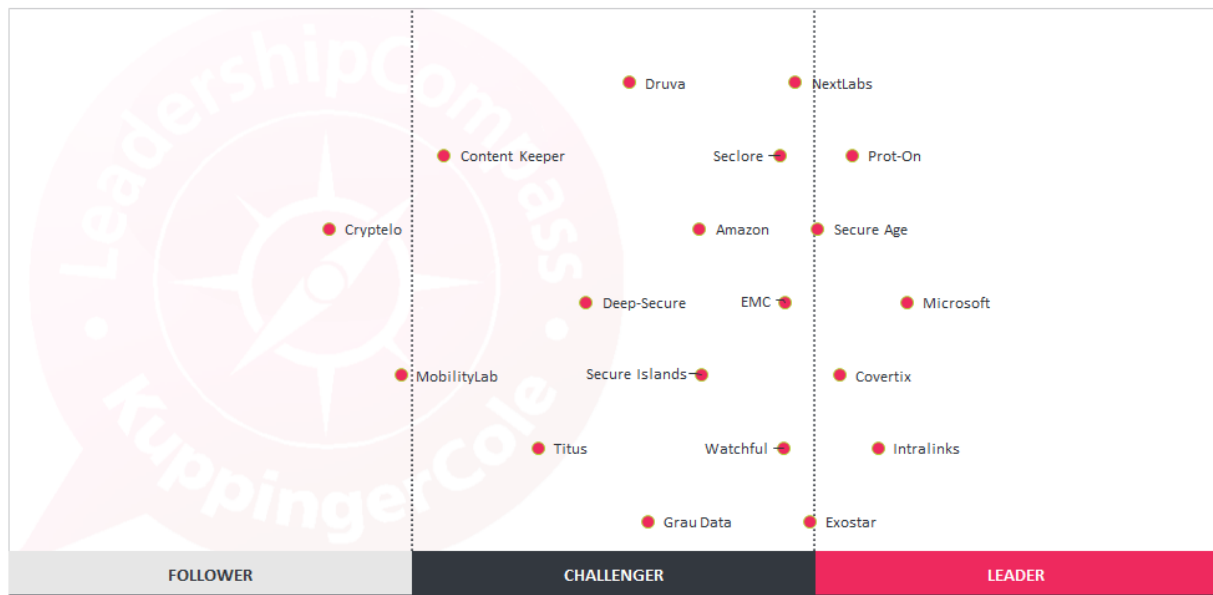 LeadershipCompass
KuppingerCole
Druva NextLabs
Content Keeper Seclore Prot-On
Cryptelo Amazon Secure Age
Deep-Secure EMC Microsoft
MobilityLab Secure Islands Covertix
Titus Watchful Intralinks
Grau Data Exostar
FOLLOWER CHALLENGER LEADER